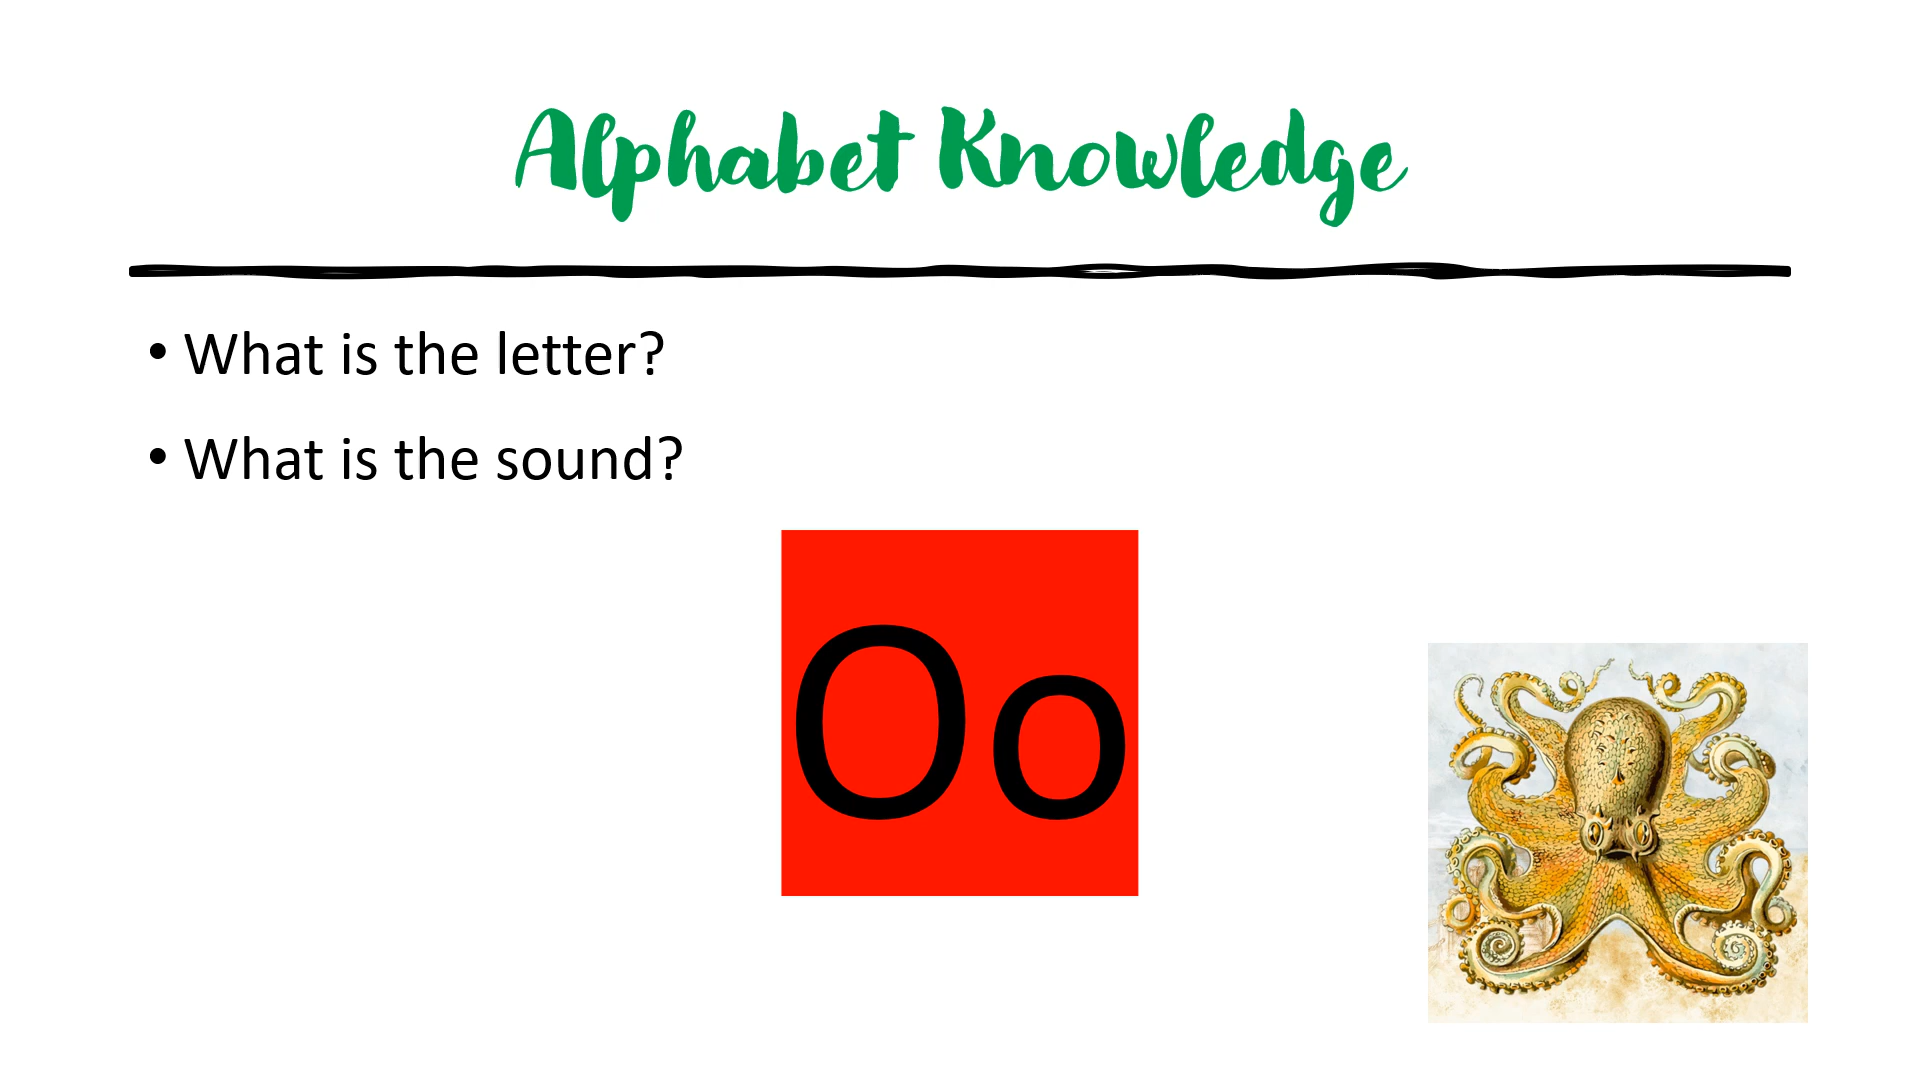 Alphabet Knowledge
• What is the letter?
• What is the sound?
Oo